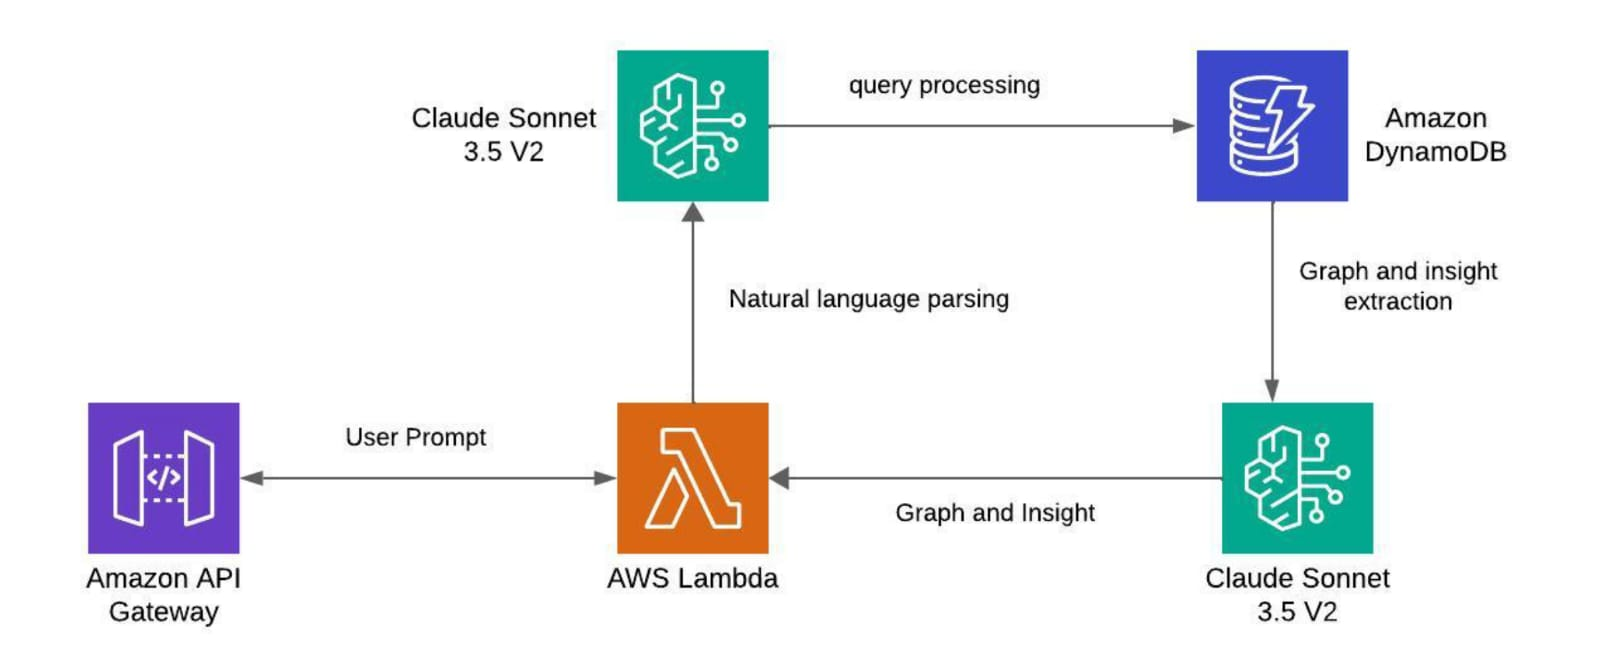 Claude Sonnet
3.5 V2
query processing
Amazon
DynamoDB
Natural language parsing
Graph and insight
extraction
User Prompt
</>
Graph and Insight
Amazon API
Gateway
AWS Lambda
Claude Sonnet
3.5 V2